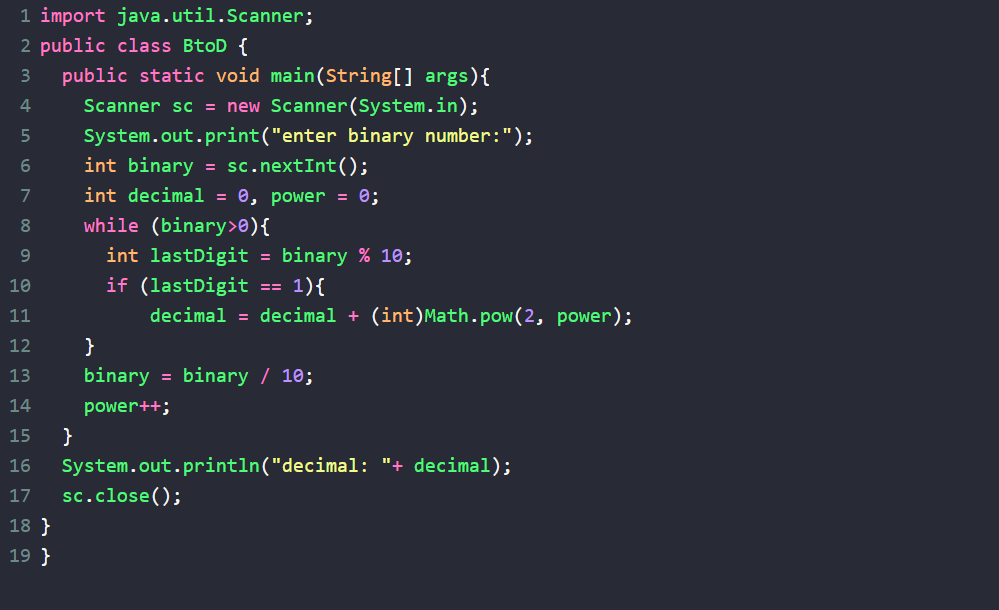 1 import java.util.Scanner;
2 public class BtoD {
3   public static void main(String[] args){
4     Scanner sc = new Scanner(System.in);
5     System.out.print("enter binary number:");
6     int binary = sc.nextInt();
7     int decimal = 0, power = 0;
8     while (binary>0){
9       int lastDigit = binary % 10;
10       if (lastDigit == 1){
11           decimal = decimal + (int)Math.pow(2, power);
12     }
13     binary = binary / 10;
14     power++;
15   }
16   System.out.println("decimal: "+ decimal);
17   sc.close();
18 }
19 }